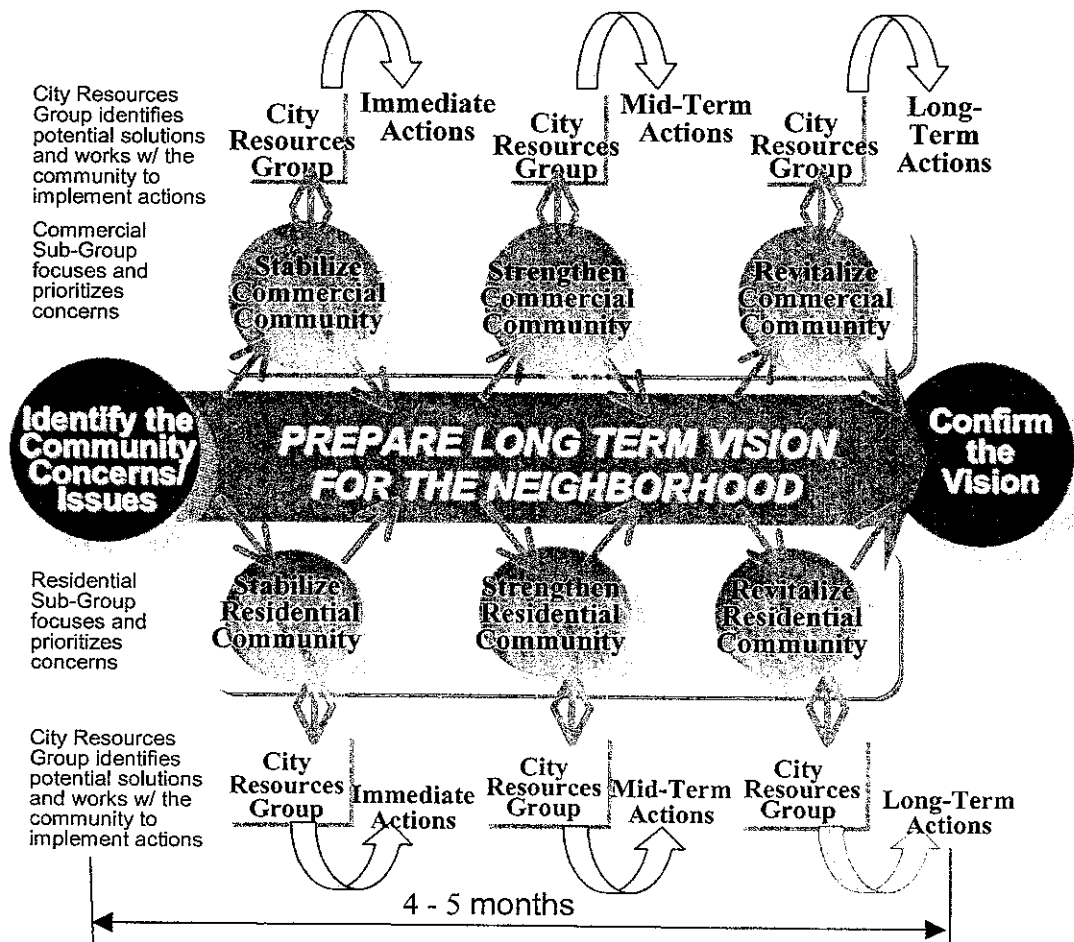 City Resources
Group identifies
potential solutions
and works w/ the
community to
implement actions
City
Resources
Group
Immediate
Actions
City
Resources
Group
Mid-Term
Actions
City
Resources
Group
Long-
Term
Actions
Commercial
Sub-Group
focuses and
prioritizes
concerns
Stabilize
Commercial
Community
Strengthen
Commercial
Community
Revitalize
Commercial
Community
Identify the
Community
Concerns/
Issues
PREPARE LONG TERM VISION
FOR THE NEIGHBORHOOD
Confirm
the
Vision
Residential
Sub-Group
focuses and
prioritizes
concerns
Stabilize
Residential
Community
Strengthen
Residential
Community
Revitalize
Residential
Community
City Resources
Group identifies
potential solutions
and works w/ the
community to
implement actions
City
Resources
Group
Immediate
Actions
City
Resources
Group
Mid-Term
Actions
City
Resources
Group
Long-Term
Actions
4 - 5 months